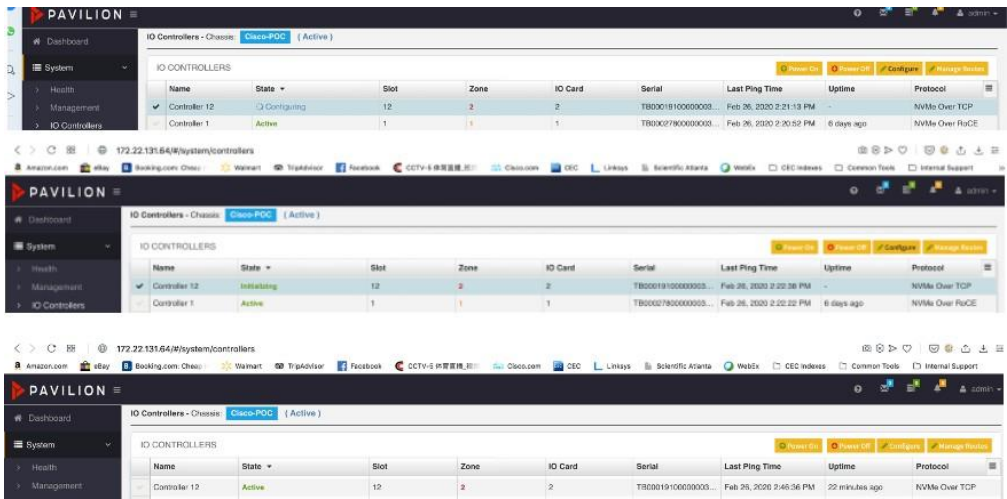 PAVILION
admin
Dashboard
IO Controllers - Chassis: Cisco-POC ( Active )
System
IO CONTROLLERS
Power On Power Off Configure Manage Routes
Health
Name State Slot Zone IO Card Serial Last Ping Time Uptime Protocol
Management
Controller 12 Configuring 12 2 2 TB00019100000003... Feb 26, 2020 2:21:13 PM - NVMe Over TCP
IO Controllers
Controller 1 Active 1 1 1 TB00027800000003... Feb 26, 2020 2:20:52 PM 6 days ago NVMe Over RoCE
172.22.131.64/#/system/controllers
Amazon.com eBay Booking.com: Cheap Walmart TripAdvisor Facebook CCTV-5 Cisco.com CEC Linksys Scientific Atlanta WebEx CEC Indexes Common Tools Internal Support
PAVILION
admin
Dashboard
IO Controllers - Chassis: Cisco-POC ( Active )
System
IO CONTROLLERS
Power On Power Off Configure Manage Routes
Health
Name State Slot Zone IO Card Serial Last Ping Time Uptime Protocol
Management
Controller 12 Initializing 12 2 2 TB00019100000003... Feb 26, 2020 2:22:38 PM - NVMe Over TCP
IO Controllers
Controller 1 Active 1 1 1 TB00027800000003... Feb 26, 2020 2:22:22 PM 6 days ago NVMe Over RoCE
172.22.131.64/#/system/controllers
Amazon.com eBay Booking.com: Cheap Walmart TripAdvisor Facebook CCTV-5 Cisco.com CEC Linksys Scientific Atlanta WebEx CEC Indexes Common Tools Internal Support
PAVILION
admin
Dashboard
IO Controllers - Chassis: Cisco-POC ( Active )
System
IO CONTROLLERS
Power On Power Off Configure Manage Routes
Health
Name State Slot Zone IO Card Serial Last Ping Time Uptime Protocol
Management
Controller 12 Active 12 2 2 TB00019100000003... Feb 26, 2020 2:46:36 PM 22 minutes ago NVMe Over TCP